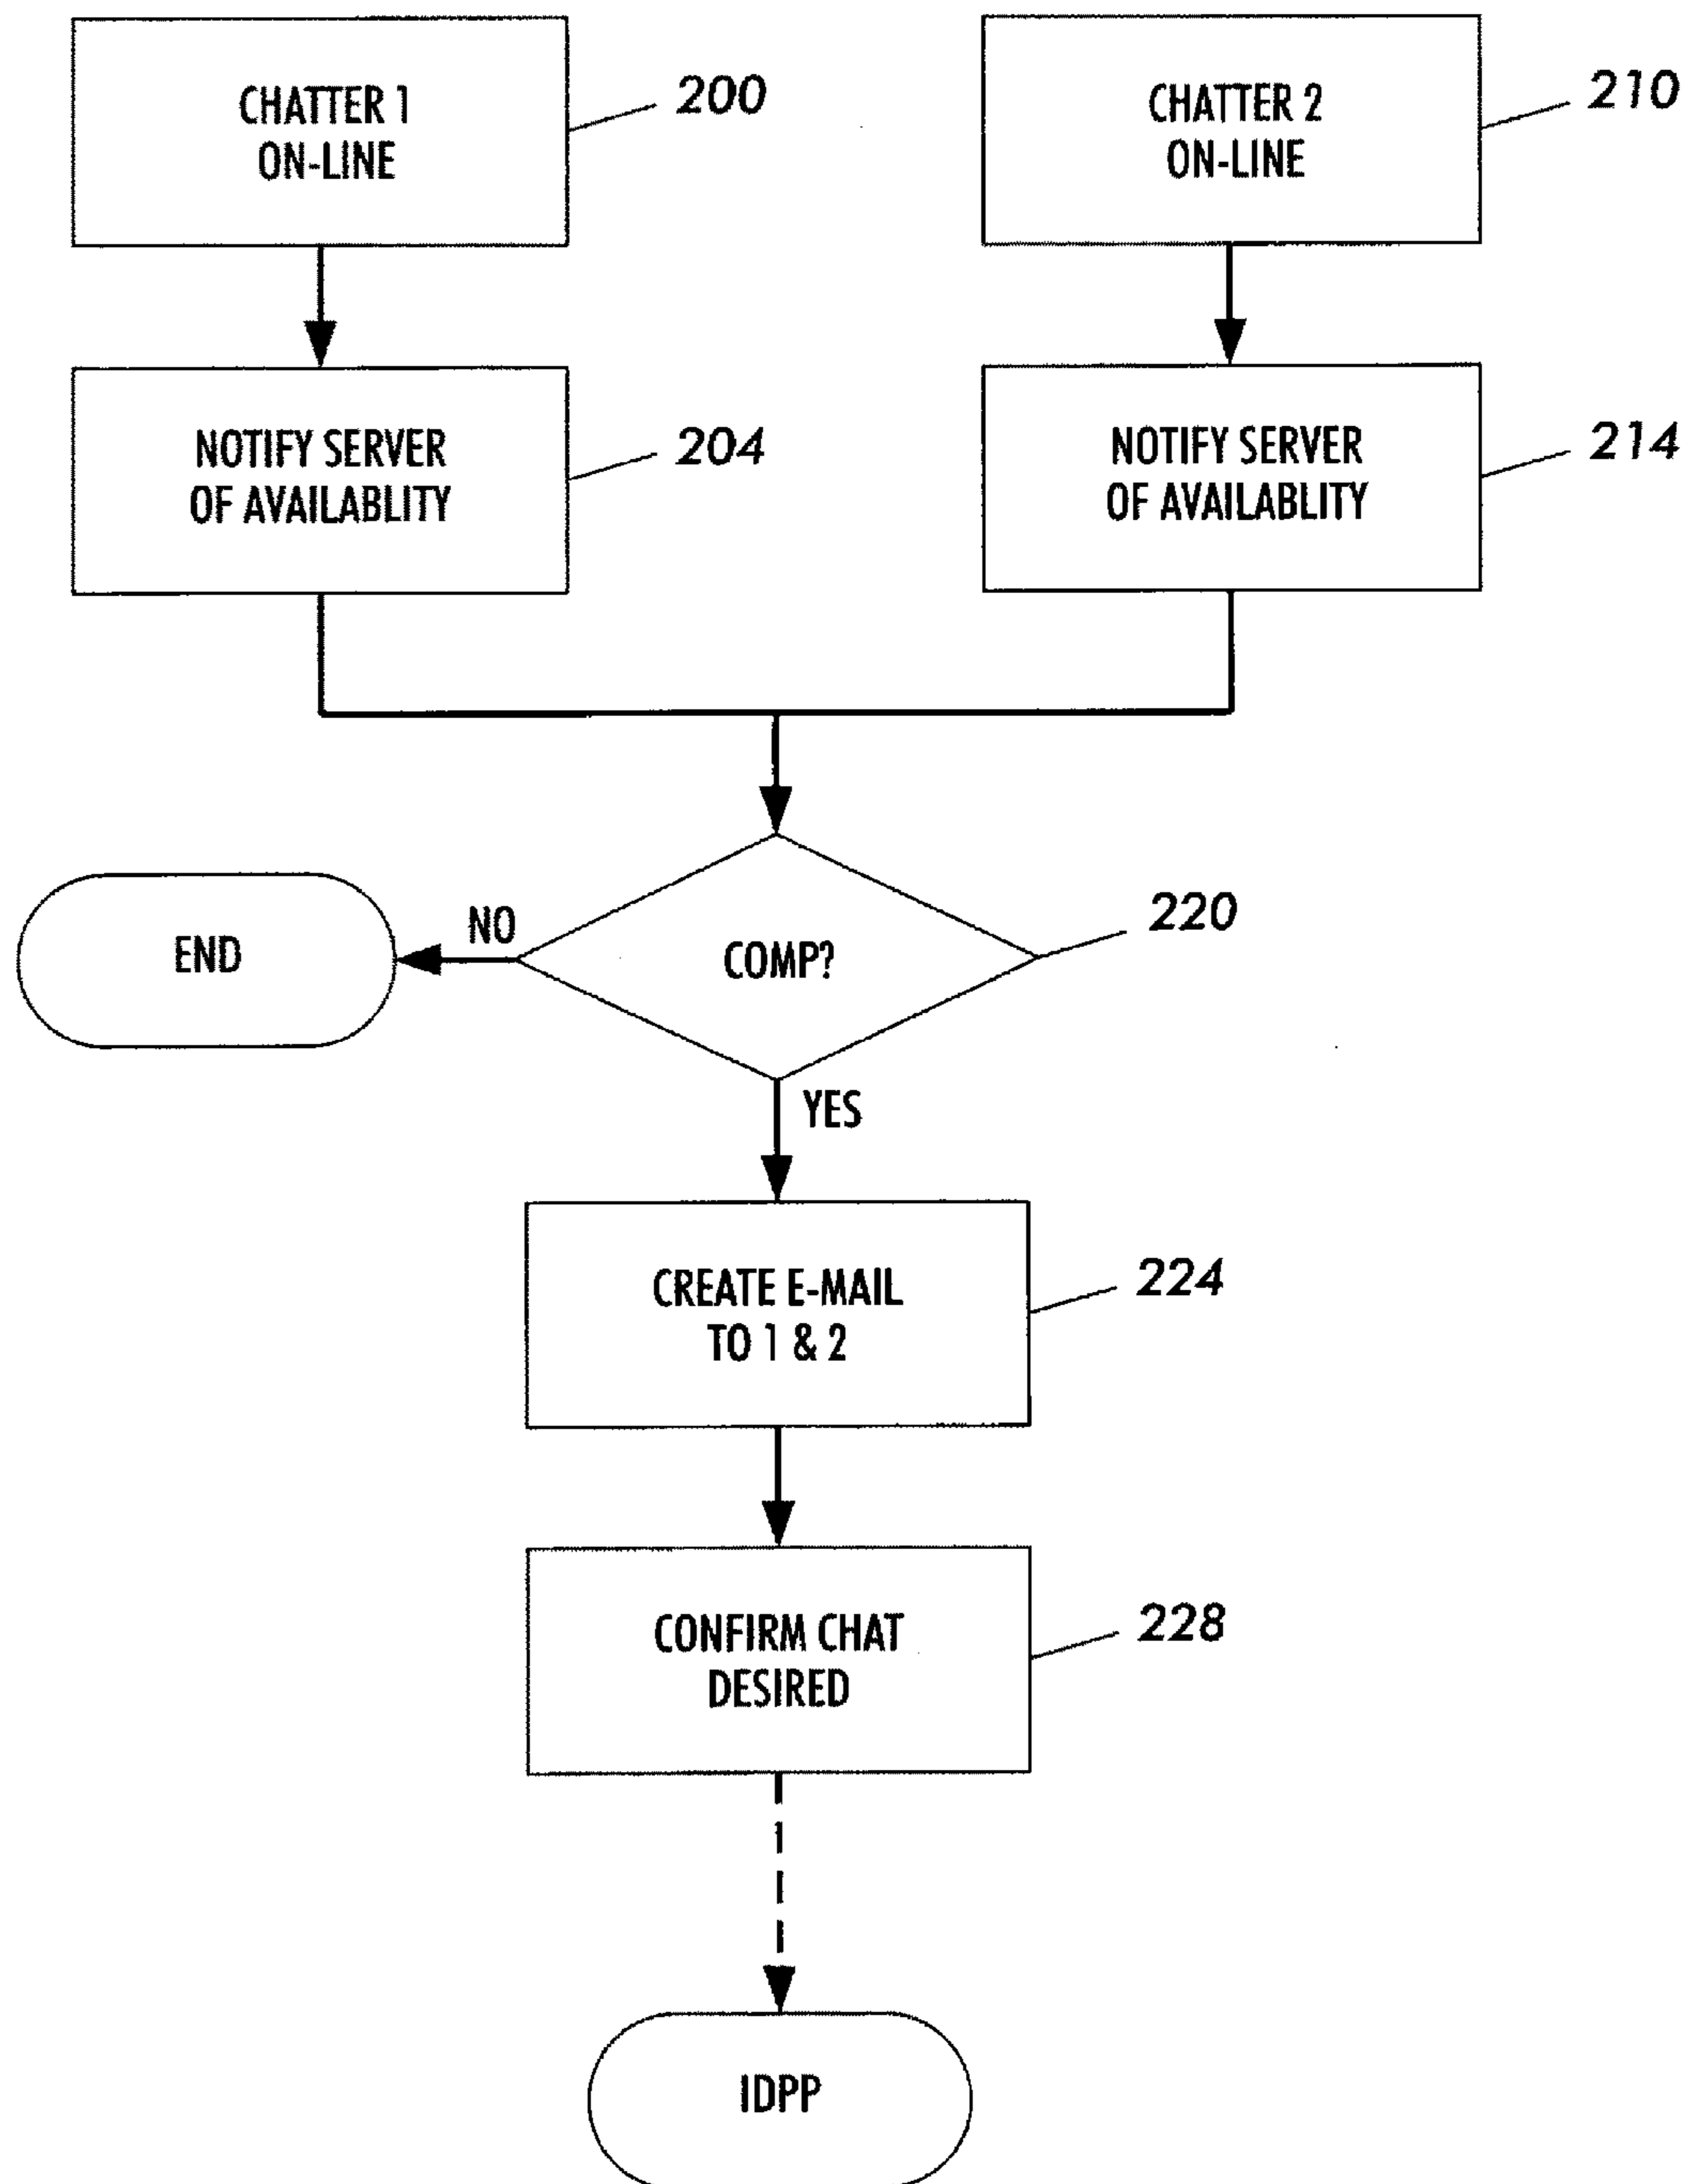 CHATTER 1
ON-LINE
200
CHATTER 2
ON-LINE
210
NOTIFY SERVER
OF AVAILABLITY
204
NOTIFY SERVER
OF AVAILABLITY
214
END
NO
COMP?
220
YES
CREATE E-MAIL
TO 1 & 2
224
CONFIRM CHAT
DESIRED
228
IDPP